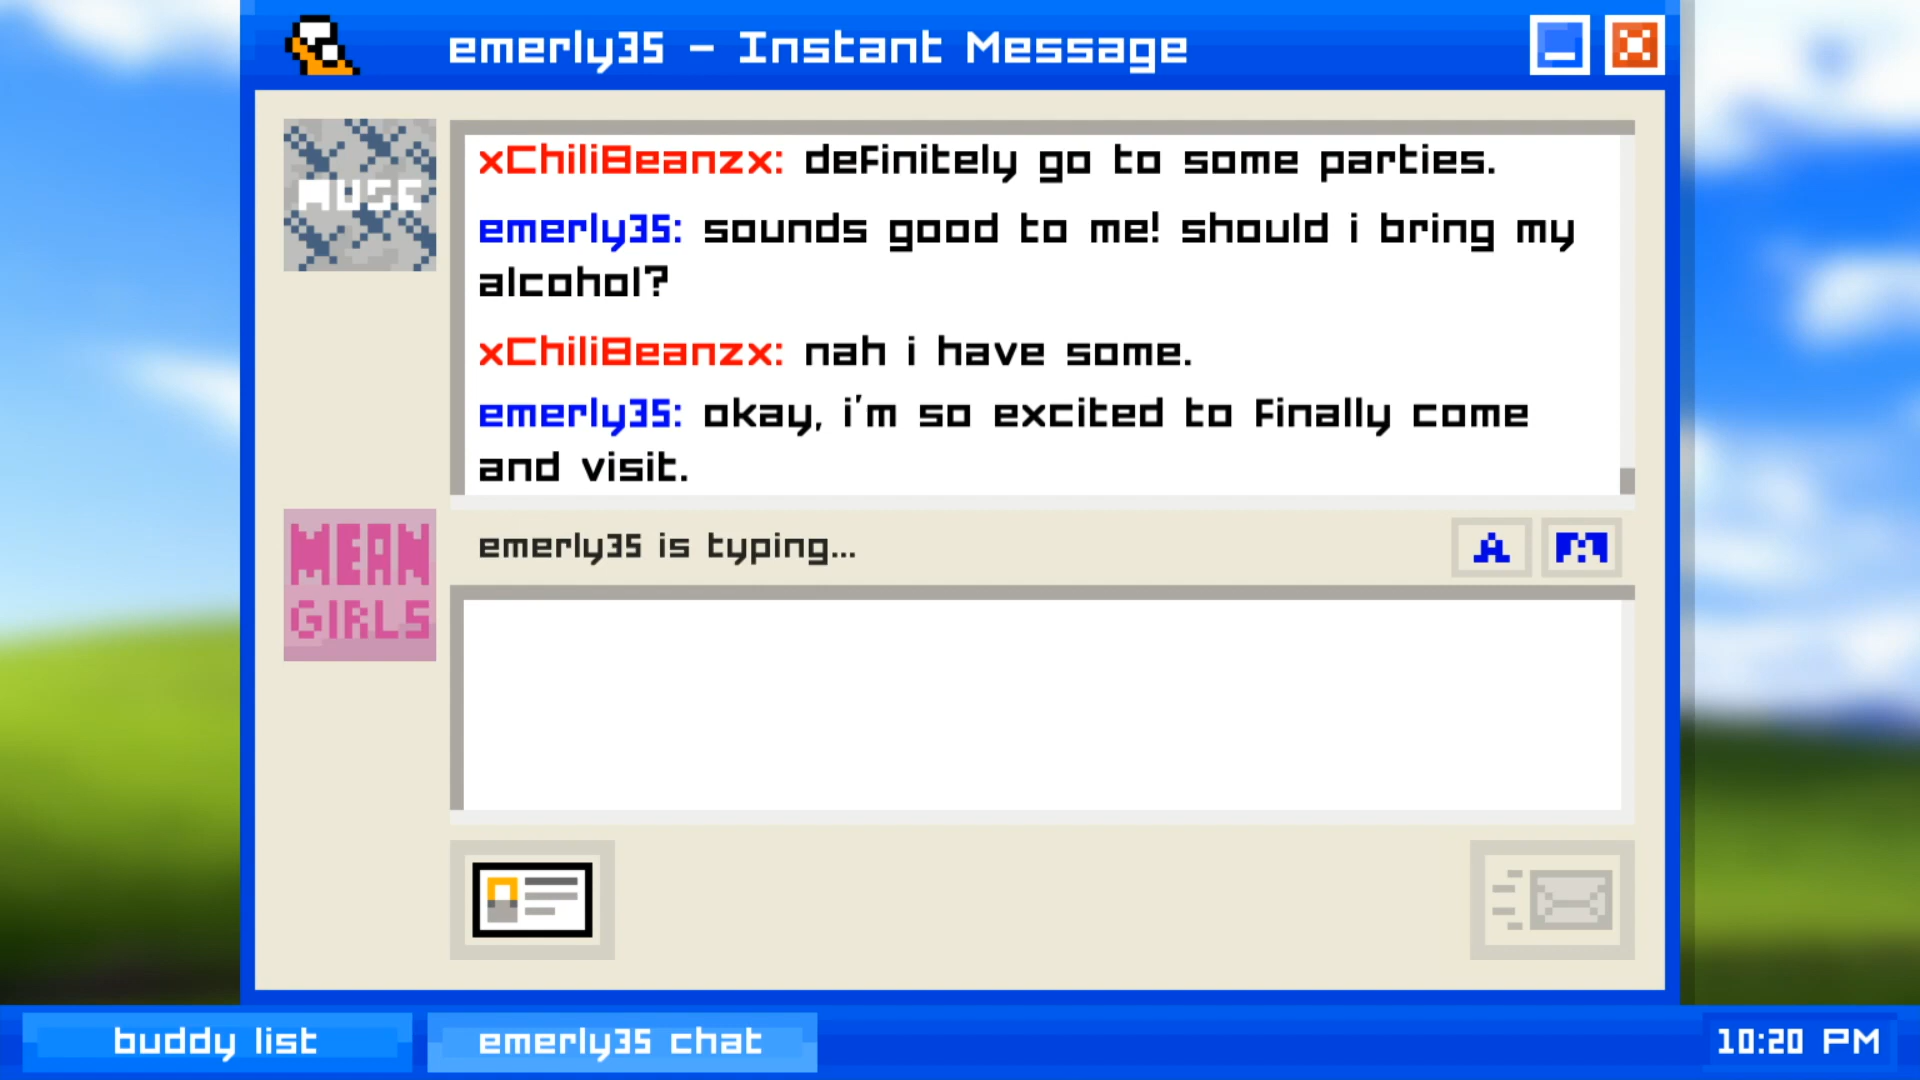 emerly35 – Instant Message
MUSE
xChiliBeanzx: definitely go to some parties.
emerly35: sounds good to me! should i bring my
alcohol?
xChiliBeanzx: nah i have some.
emerly35: okay, i'm so excited to finally come
and visit.
MEAN
GIRLS
emerly35 is typing...
A
buddy list
emerly35 chat
10:20 PM